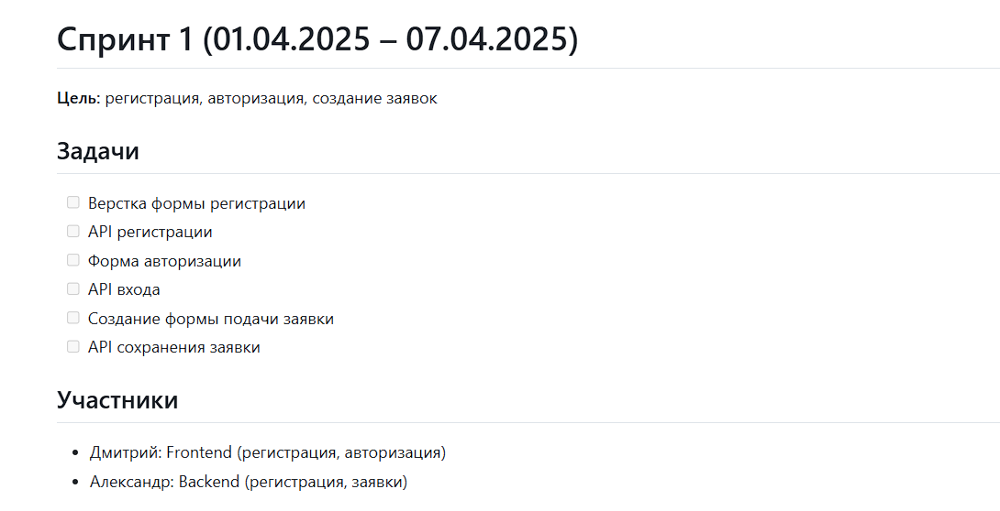 Спринт 1 (01.04.2025 – 07.04.2025)
Цель: регистрация, авторизация, создание заявок
Задачи
Верстка формы регистрации
API регистрации
Форма авторизации
API входа
Создание формы подачи заявки
API сохранения заявки
Участники
Дмитрий: Frontend (регистрация, авторизация)
Александр: Backend (регистрация, заявки)